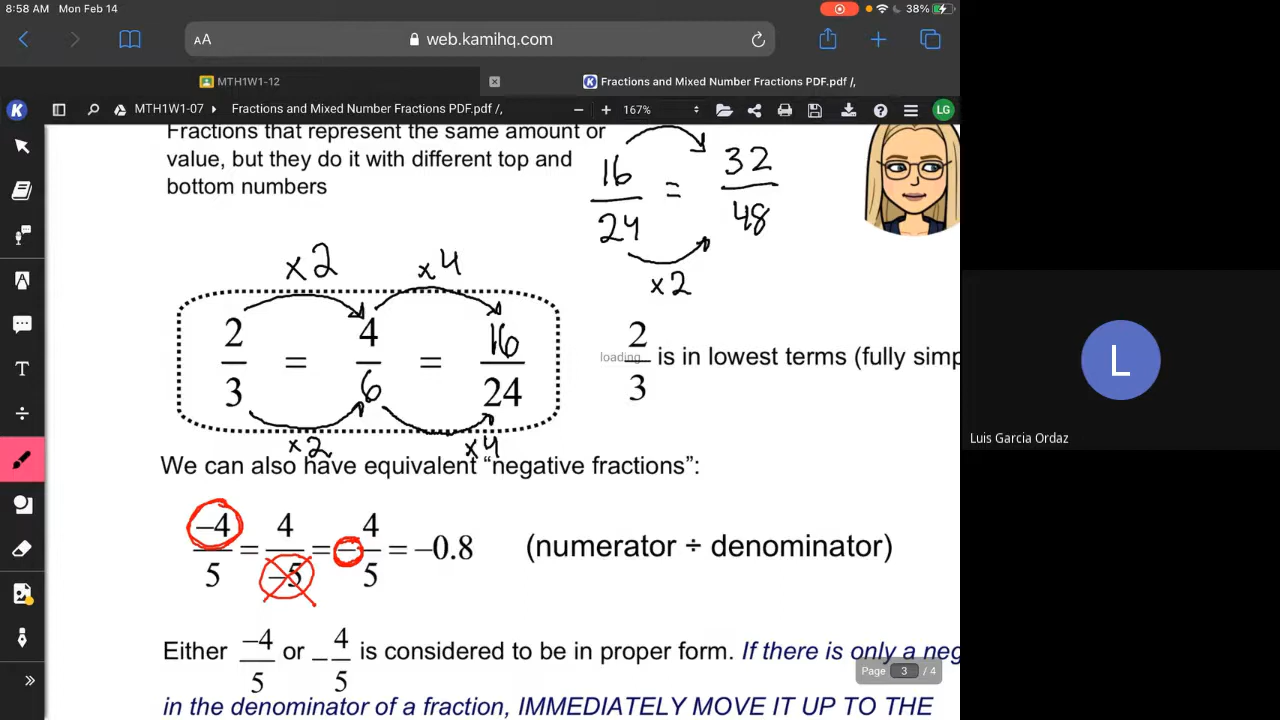 8:58 AM Mon Feb 14
38%
AA
web.kamihq.com
MTH1W1-12
Fractions and Mixed Number Fractions PDF.pdf /,
MTH1W1-07
Fractions and Mixed Number Fractions PDF.pdf /,
167%
LG
Fractions that represent the same amount or
value, but they do it with different top and
bottom numbers
16/24 = 32/48
×2
×2 ×4
2/3 = 4/6 = 16/24
×2 ×4
loading
2/3 is in lowest terms (fully simp
We can also have equivalent “negative fractions”:
−4/5 = 4/−5 = −4/5 = −0.8 (numerator ÷ denominator)
Either −4/5 or −4/5 is considered to be in proper form. If there is only a neg
in the denominator of a fraction, IMMEDIATELY MOVE IT UP TO THE
Page 3 / 4
L
Luis Garcia Ordaz